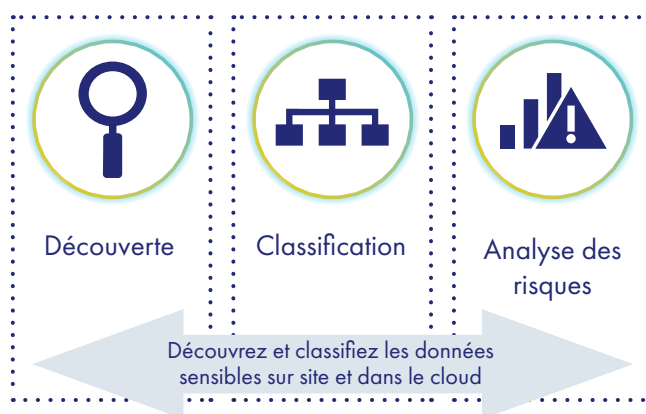 Découverte
Classification
Analyse des
risques
Découvrez et classifiez les données
sensibles sur site et dans le cloud